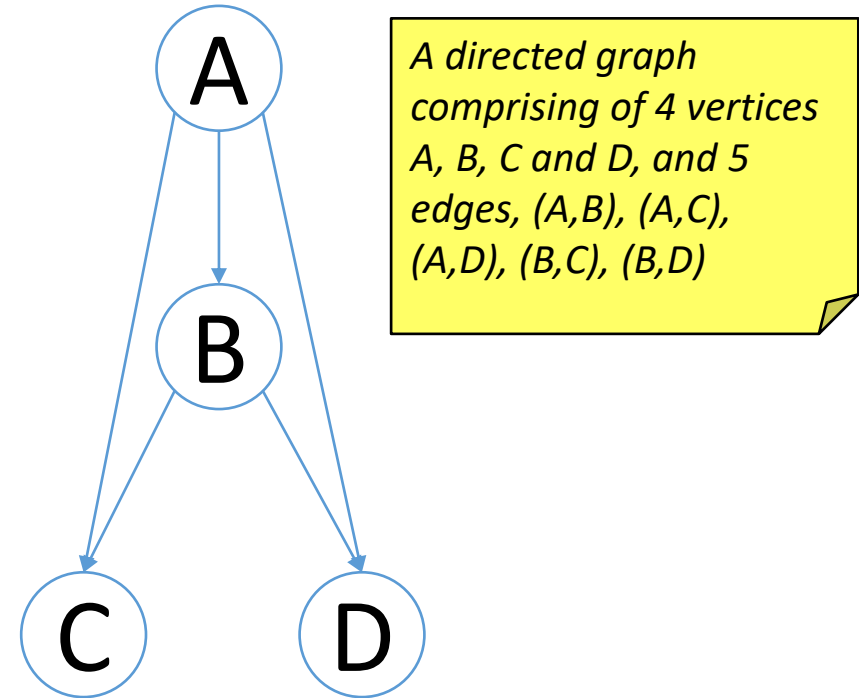 A
A directed graph
comprising of 4 vertices
A, B, C and D, and 5
edges, (A,B), (A,C),
(A,D), (B,C), (B,D)
B
C
D